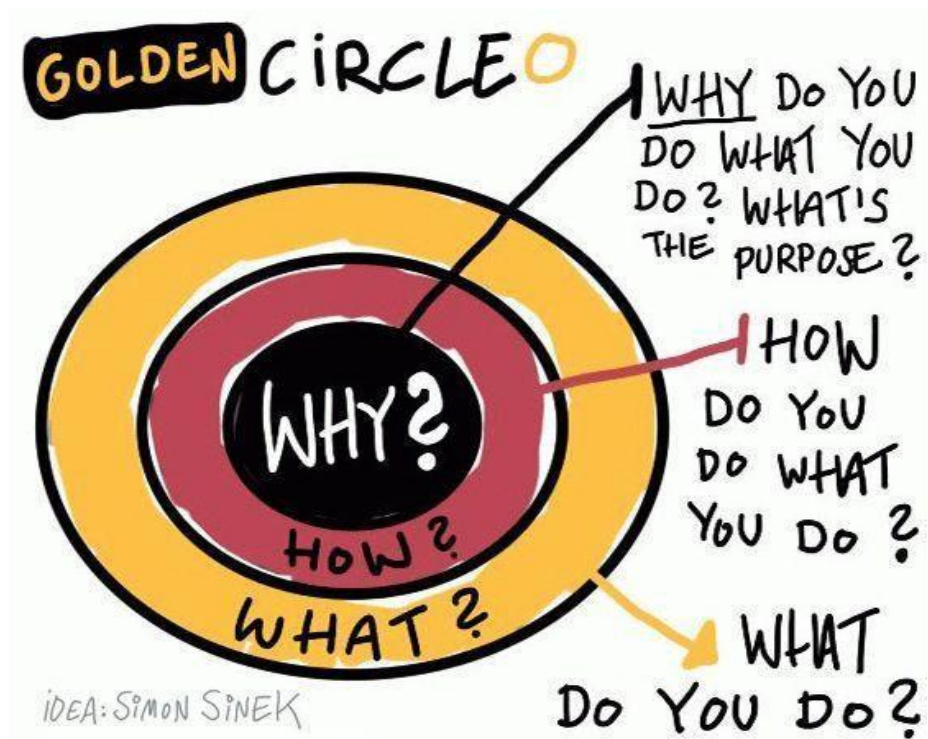 GOLDEN CiRCLE
WHY DO YOU
DO WHAT YOU
DO? WHAT'S
THE PURPOSE?
WHY?
HOW?
WHAT?
HOW
DO YOU
DO WHAT
YOU DO?
WHAT
DO YOU DO?
iDEA: SiMON SiNEK